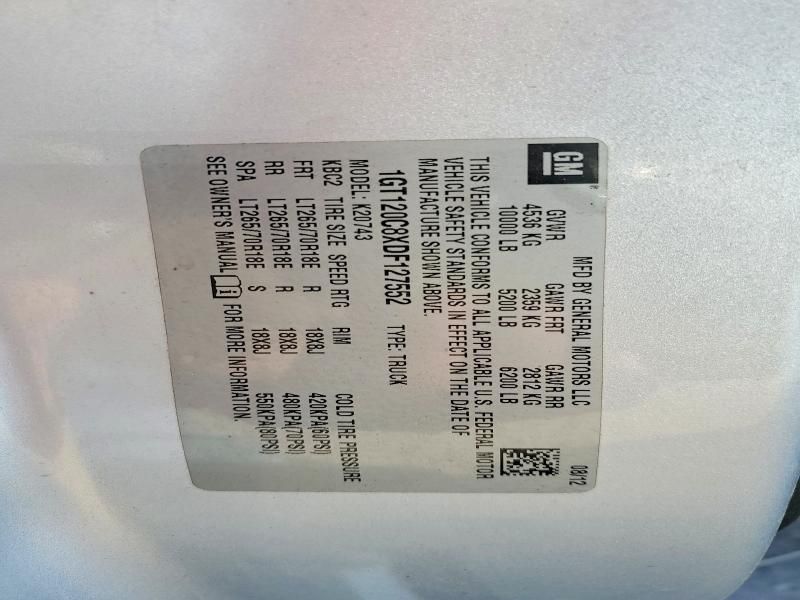 GM ®
MFD BY GENERAL MOTORS LLC 08/12
GVWR GAWR FRT GAWR RR
4536 KG 2359 KG 2812 KG
10000 LB 5200 LB 6200 LB
THIS VEHICLE CONFORMS TO ALL APPLICABLE U.S. FEDERAL MOTOR
VEHICLE SAFETY STANDARDS IN EFFECT ON THE DATE OF
MANUFACTURE SHOWN ABOVE.
1GT120C8XDF127552 TYPE: TRUCK
MODEL: K20743
KBC2 TIRE SIZE SPEED RTG RIM COLD TIRE PRESSURE
FRT LT265/70R18E R 18X8J 420KPA(60PSI)
RR LT265/70R18E R 18X8J 480KPA(70PSI)
SPA LT265/70R18E S 18X8J 550KPA(80PSI)
SEE OWNER'S MANUAL FOR MORE INFORMATION.